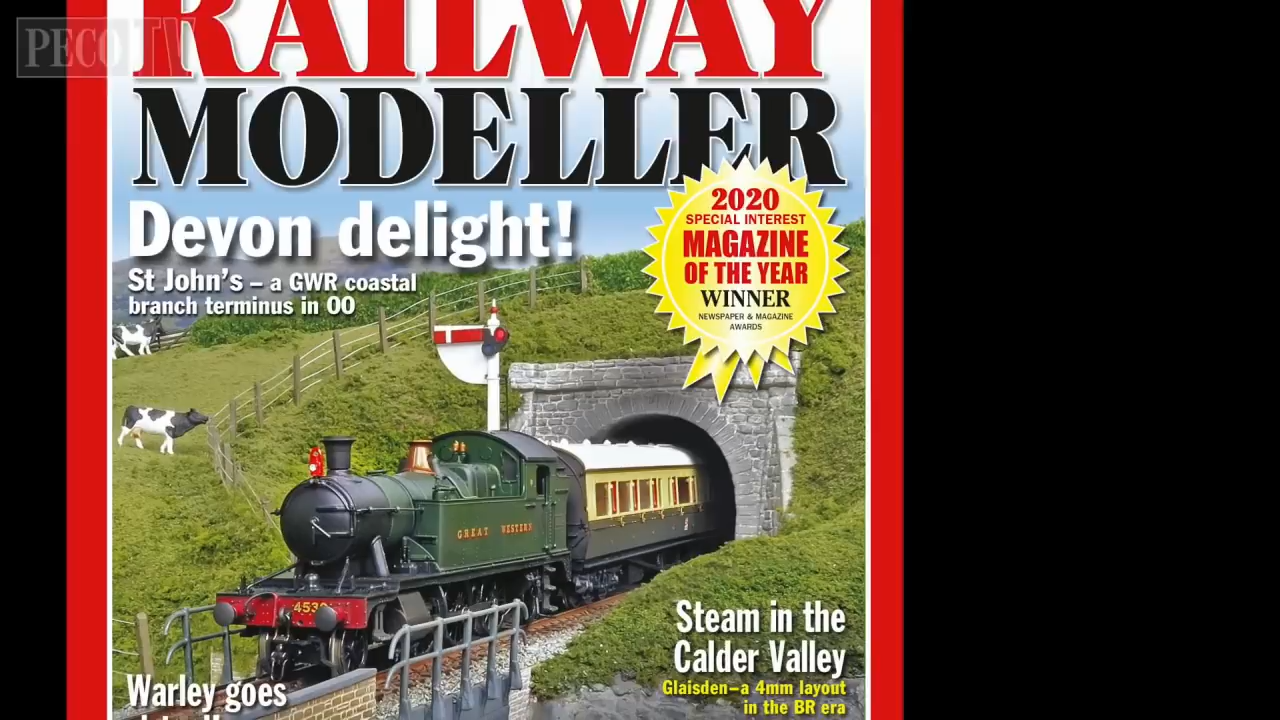 PECO TV
RAILWAY
MODELLER
Devon delight!
St John's – a GWR coastal
branch terminus in OO
2020
SPECIAL INTEREST
MAGAZINE
OF THE YEAR
WINNER
NEWSPAPER & MAGAZINE
AWARDS
GREAT WESTERN
Steam in the
Calder Valley
Glaisden–a 4mm layout
in the BR era
Warley goes